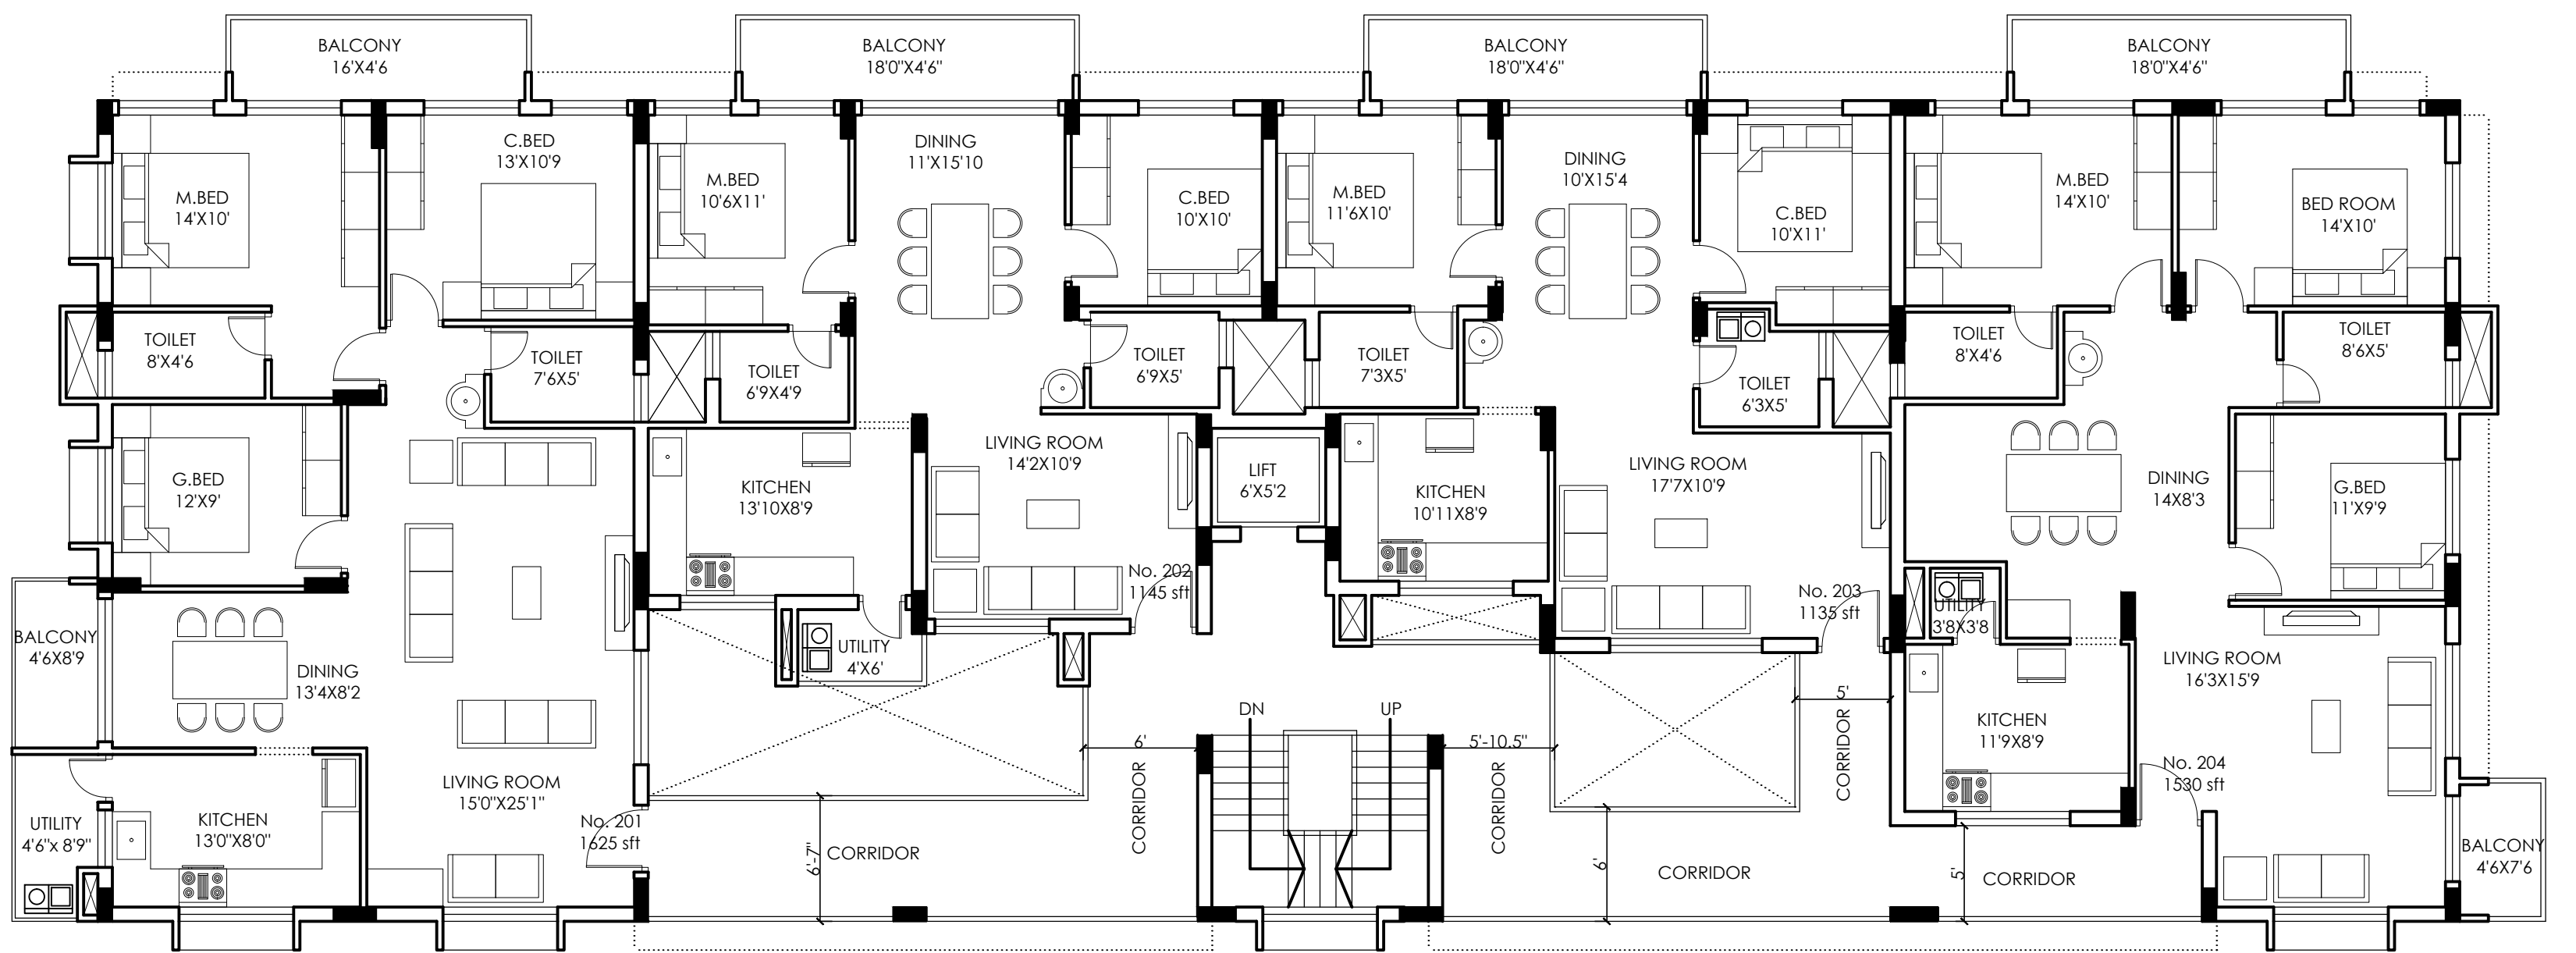 BALCONY
16'X4'6
BALCONY
18'0"X4'6"
BALCONY
18'0"X4'6"
BALCONY
18'0"X4'6"
M.BED
14'X10'
C.BED
13'X10'9
M.BED
10'6X11'
DINING
11'X15'10
C.BED
10'X10'
M.BED
11'6X10'
DINING
10'X15'4
C.BED
10'X11'
M.BED
14'X10'
BED ROOM
14'X10'
TOILET
8'X4'6
TOILET
7'6X5'
TOILET
6'9X4'9
TOILET
6'9X5'
TOILET
7'3X5'
TOILET
6'3X5'
TOILET
8'X4'6
TOILET
8'6X5'
G.BED
12'X9'
KITCHEN
13'10X8'9
LIVING ROOM
14'2X10'9
LIFT
6'X5'2
KITCHEN
10'11X8'9
LIVING ROOM
17'7X10'9
DINING
14X8'3
G.BED
11'X9'9
No. 202
1145 sft
No. 203
1135 sft
UTILITY
3'8X3'8
BALCONY
4'6X8'9
DINING
13'4X8'2
UTILITY
4'X6'
LIVING ROOM
16'3X15'9
DN
UP
5'
6'
5'-10.5"
CORRIDOR
CORRIDOR
CORRIDOR
KITCHEN
11'9X8'9
LIVING ROOM
15'0"X25'1"
No. 204
1530 sft
UTILITY
4'6"x 8'9"
KITCHEN
13'0"X8'0"
No. 201
1625 sft
6'-7"
CORRIDOR
6'
CORRIDOR
5'
CORRIDOR
BALCONY
4'6X7'6